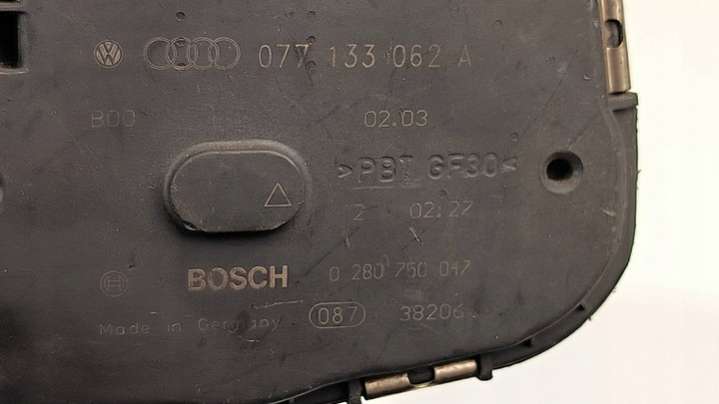 077 133 062 A
B00 02.03
>PBT GF30<
2 02.22
BOSCH 0 280 750 047
Made in Germany 087 38206